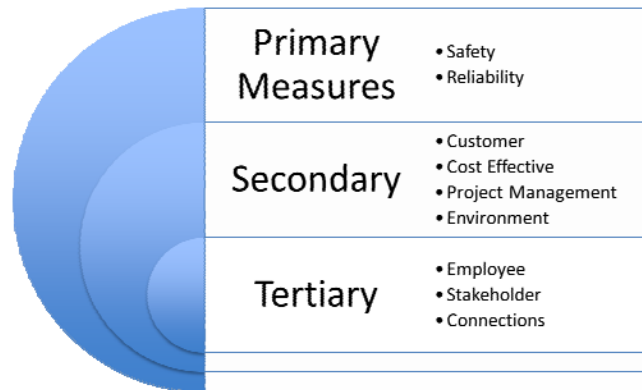 Primary
Measures
• Safety
• Reliability
Secondary
• Customer
• Cost Effective
• Project Management
• Environment
Tertiary
• Employee
• Stakeholder
• Connections